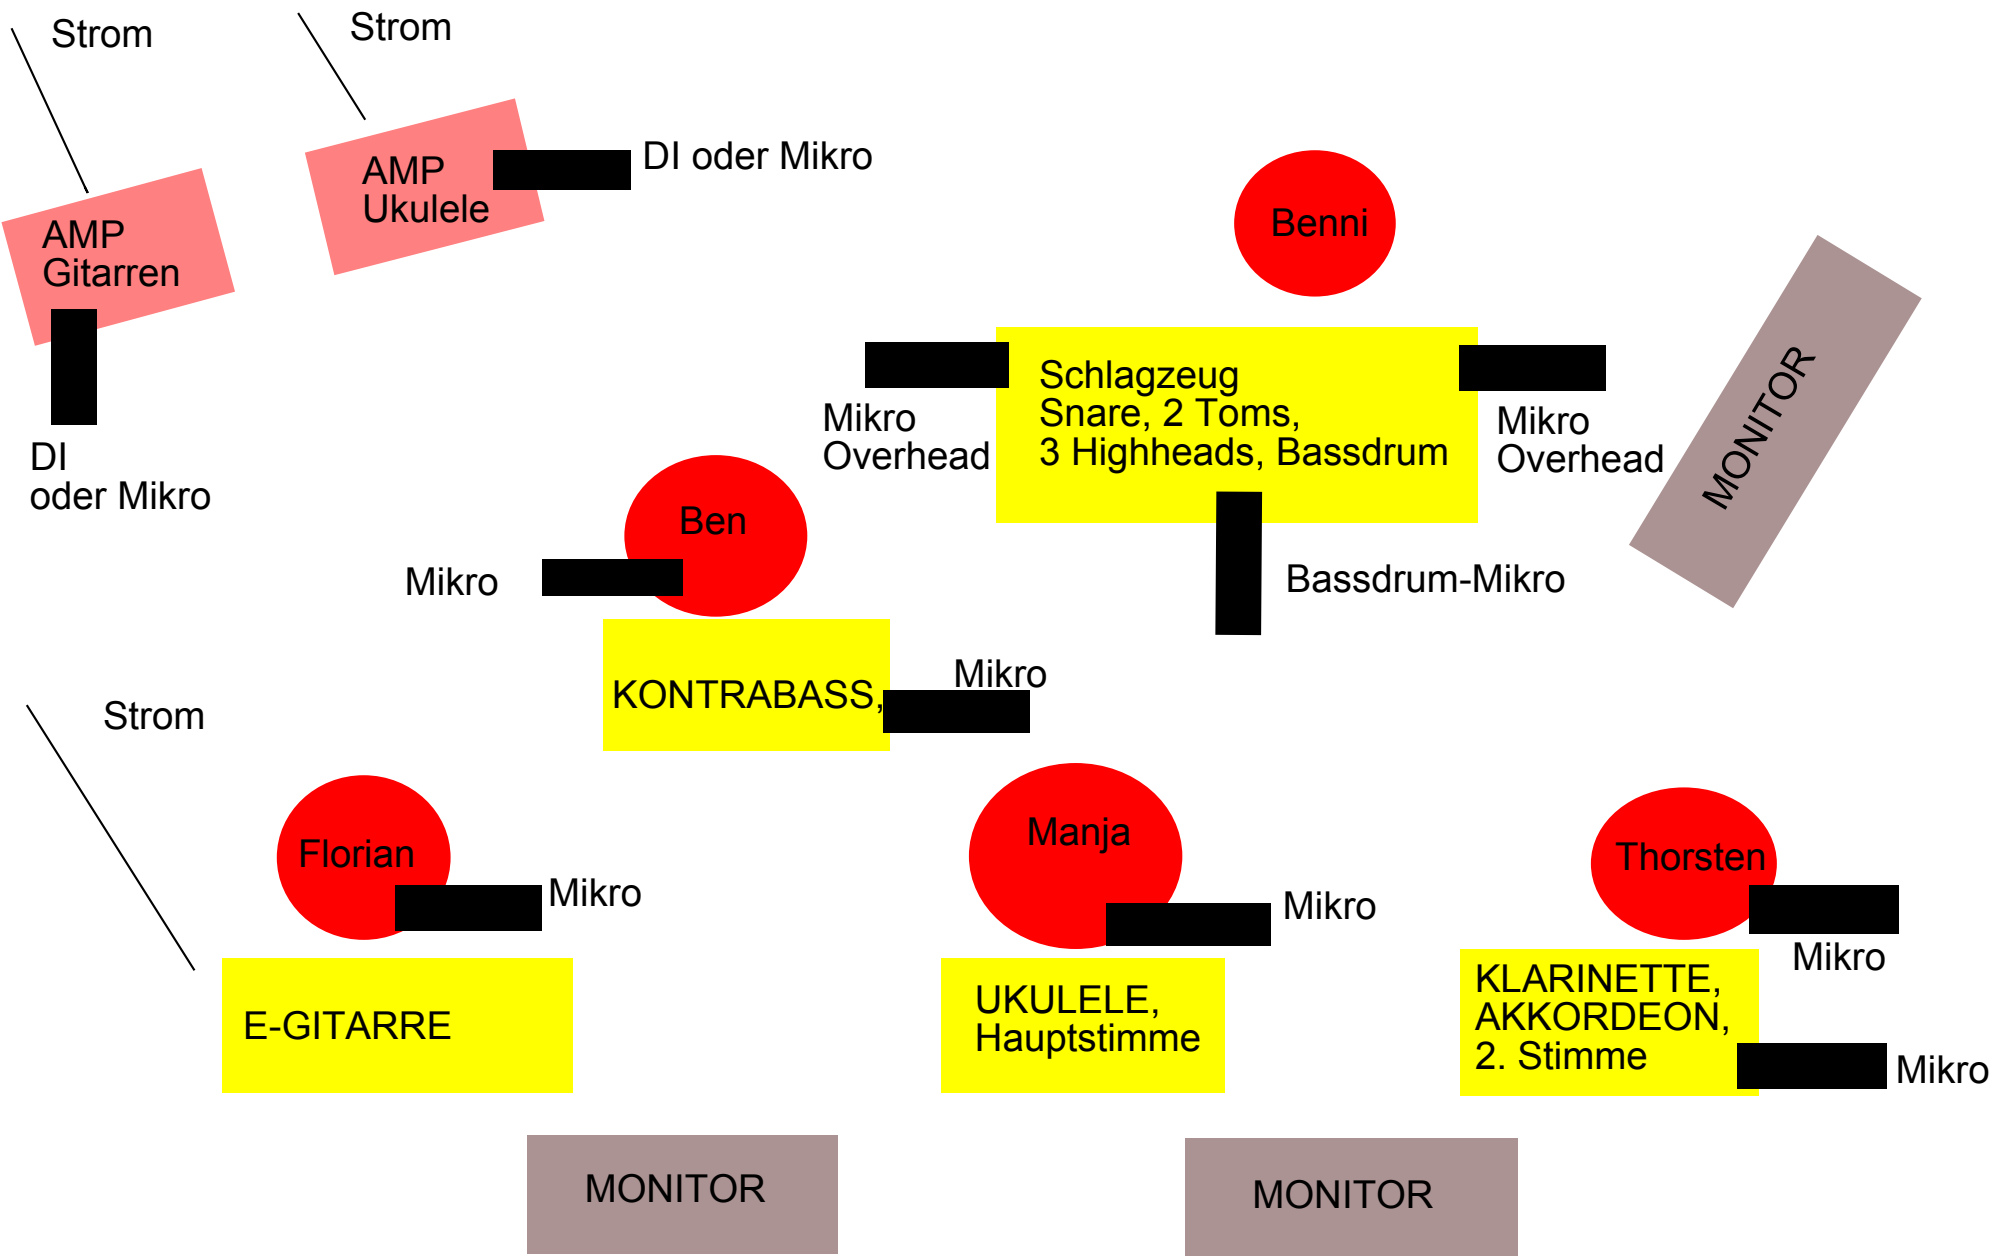 Strom
Strom
AMP
Ukulele
DI oder Mikro
AMP
Gitarren
DI
oder Mikro
Benni
Schlagzeug
Snare, 2 Toms,
3 Highheads, Bassdrum
Mikro
Overhead
Mikro
Overhead
MONITOR
Bassdrum-Mikro
Ben
Mikro
KONTRABASS,
Mikro
Strom
Florian
Mikro
E-GITARRE
Manja
Mikro
UKULELE,
Hauptstimme
Thorsten
Mikro
KLARINETTE,
AKKORDEON,
2. Stimme
Mikro
MONITOR
MONITOR